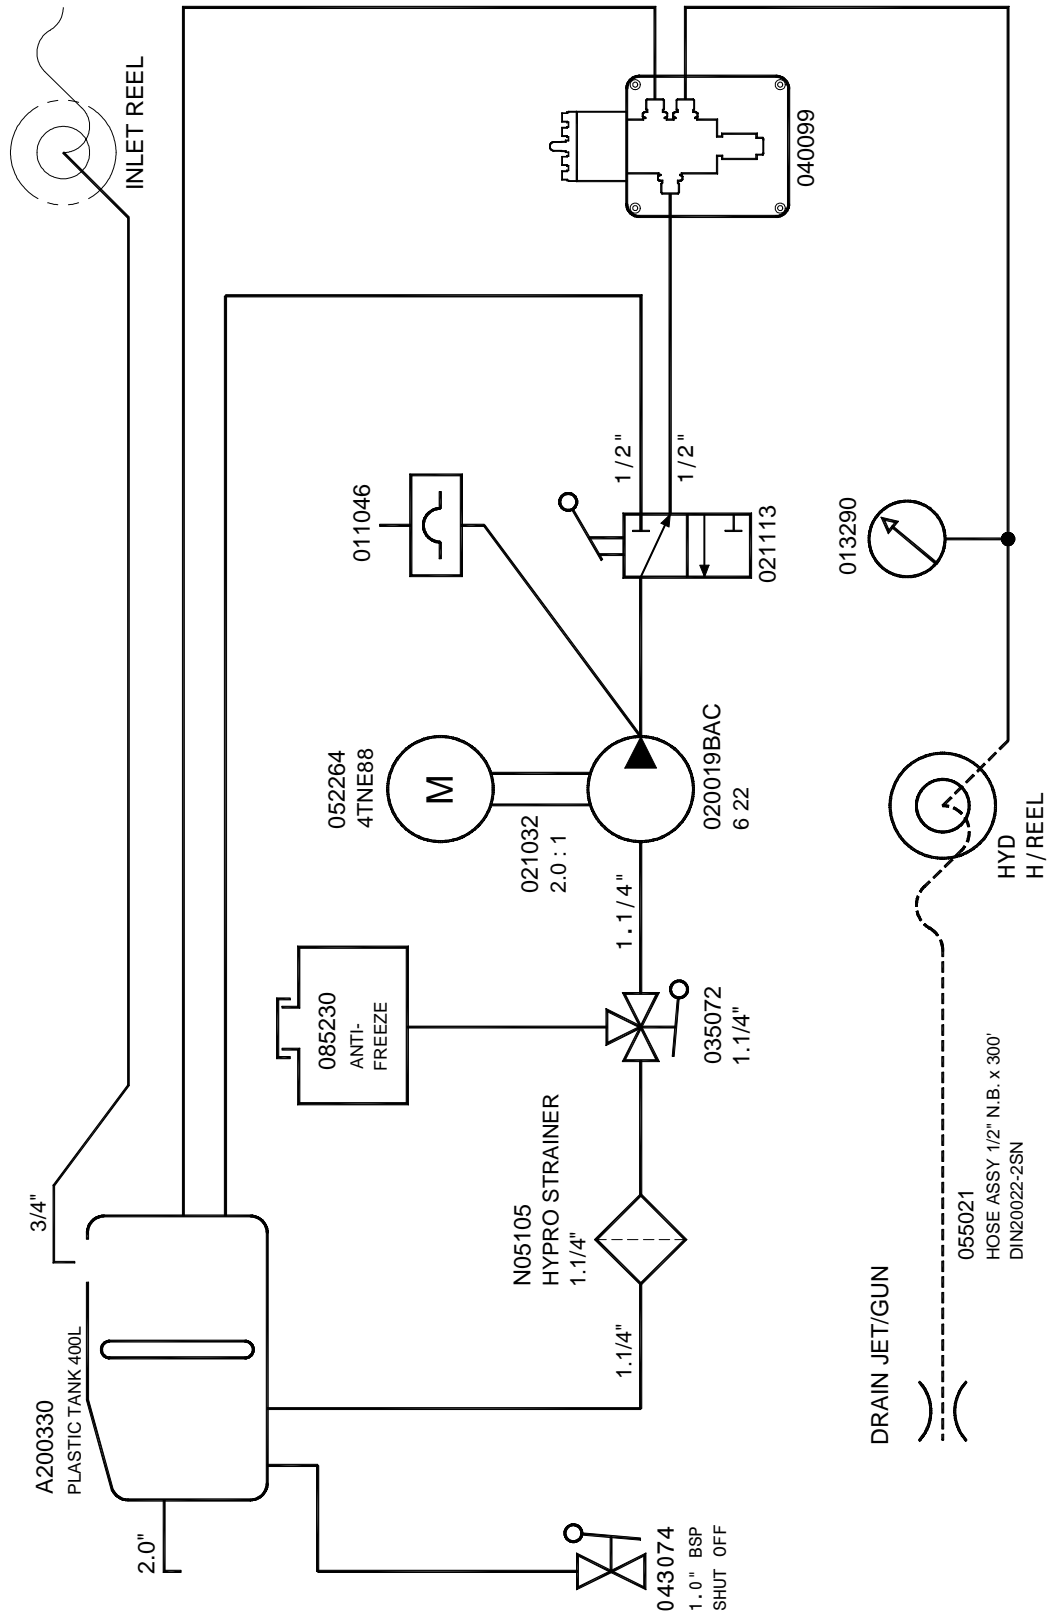 A200330
PLASTIC TANK 400L
3/4"
INLET REEL
2.0"
085230
ANTI-
FREEZE
052264
4TNE88
M
021032
2.0 : 1
011046
N05105
HYPRO STRAINER
1.1/4"
1.1/4"
035072
1.1/4"
1.1/4"
020019BAC
6 22
1/2"
1/2"
021113
040099
043074
1.0" BSP
SHUT OFF
DRAIN JET/GUN
055021
HOSE ASSY 1/2" N.B. x 300'
DIN20022-2SN
HYD
H/REEL
013290